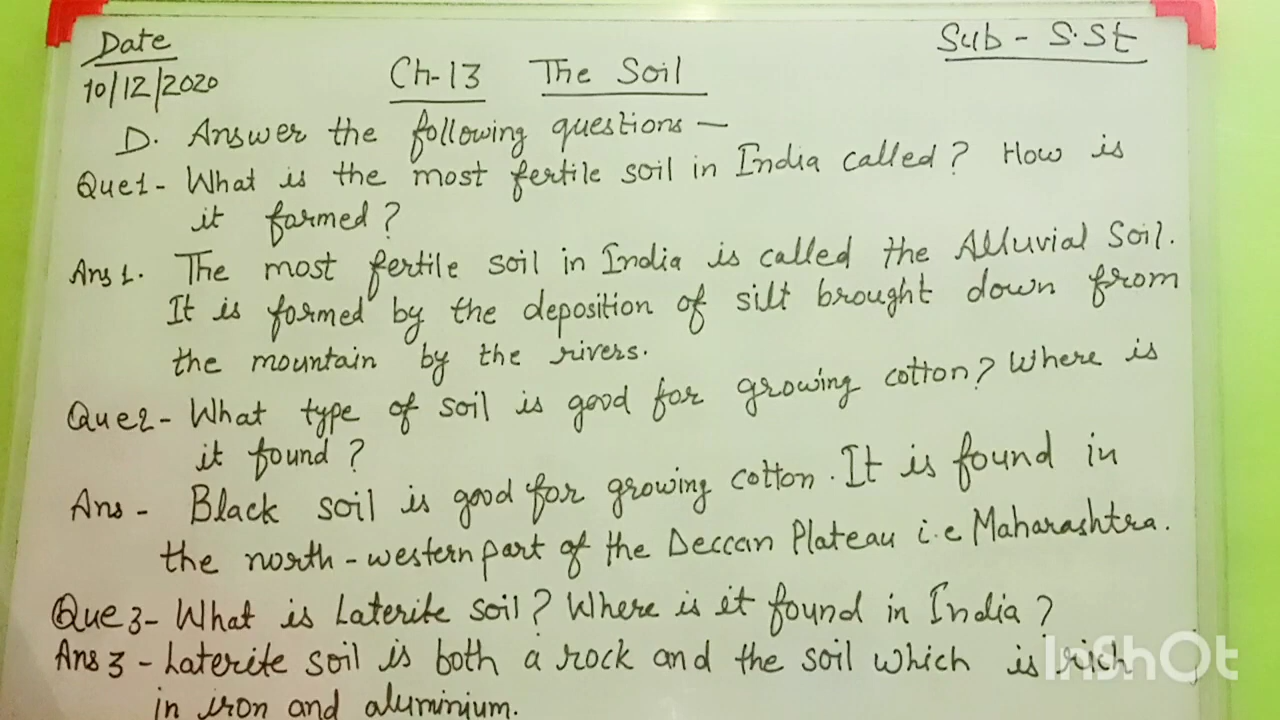 Date
Sub - S.St
10/12/2020
Ch-13 The Soil
D. Answer the following questions —
Que1- What is the most fertile soil in India called? How is
it formed?
Ans 1. The most fertile soil in India is called the Alluvial Soil.
It is formed by the deposition of silt brought down from
the mountain by the rivers.
Que2- What type of soil is good for growing cotton? Where is
it found?
Ans - Black soil is good for growing cotton. It is found in
the north-western part of the Deccan Plateau i.e Maharashtra.
Que 3- What is Laterite soil? Where is it found in India?
Ans 3 - Laterite soil is both a rock and the soil which is rich
in iron and aluminium.
InShOt